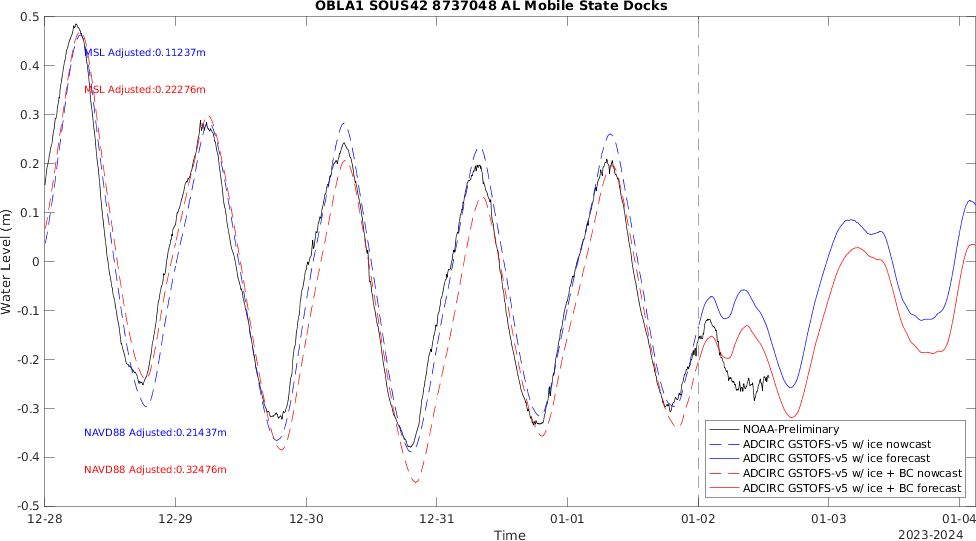 OBLA1 SOUS42 8737048 AL Mobile State Docks
0.5
0.4
0.3
0.2
0.1
0
-0.1
-0.2
-0.3
-0.4
-0.5
Water Level (m)
MSL Adjusted:0.11237m
MSL Adjusted:0.22276m
NAVD88 Adjusted:0.21437m
NAVD88 Adjusted:0.32476m
NOAA-Preliminary
ADCIRC GSTOFS-v5 w/ ice nowcast
ADCIRC GSTOFS-v5 w/ ice forecast
ADCIRC GSTOFS-v5 w/ ice + BC nowcast
ADCIRC GSTOFS-v5 w/ ice + BC forecast
12-28 12-29 12-30 12-31 01-01 01-02 01-03 01-04
Time
2023-2024